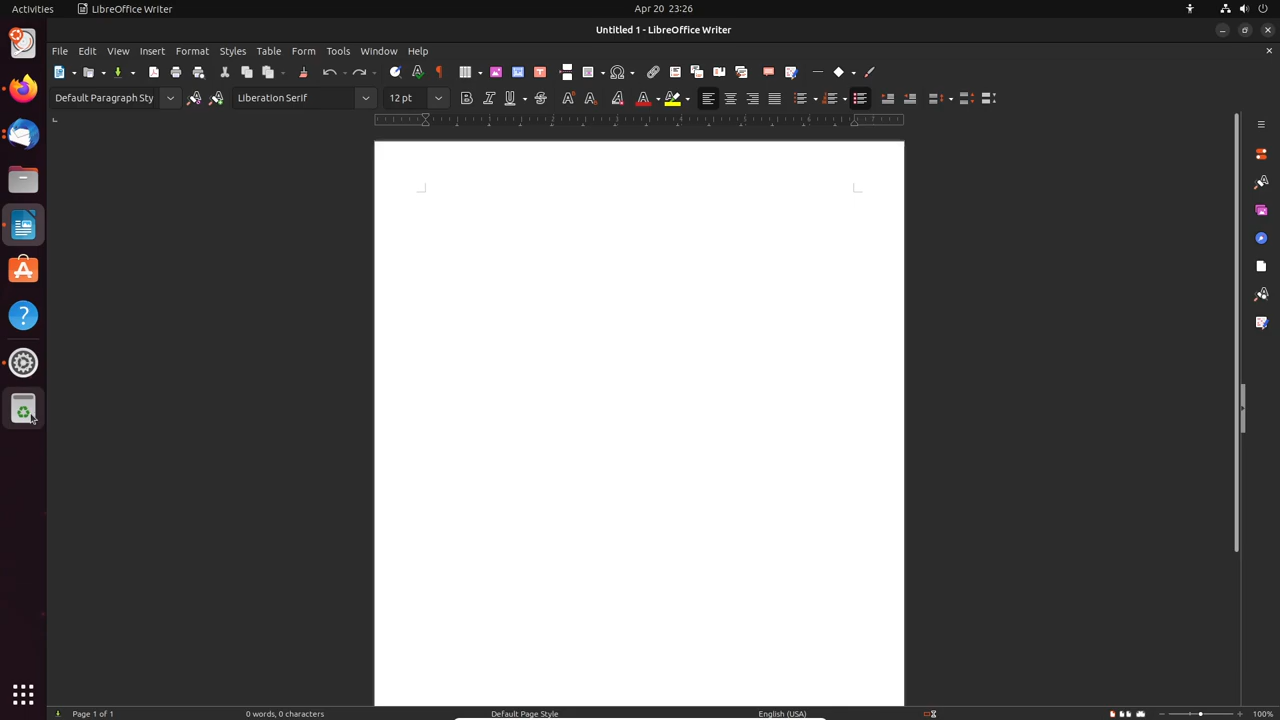 Activities
LibreOffice Writer
Apr 20 23:26
Untitled 1 - LibreOffice Writer
File Edit View Insert Format Styles Table Form Tools Window Help
Default Paragraph Sty
Liberation Serif
12 pt
Page 1 of 1
0 words, 0 characters
Default Page Style
English (USA)
100%